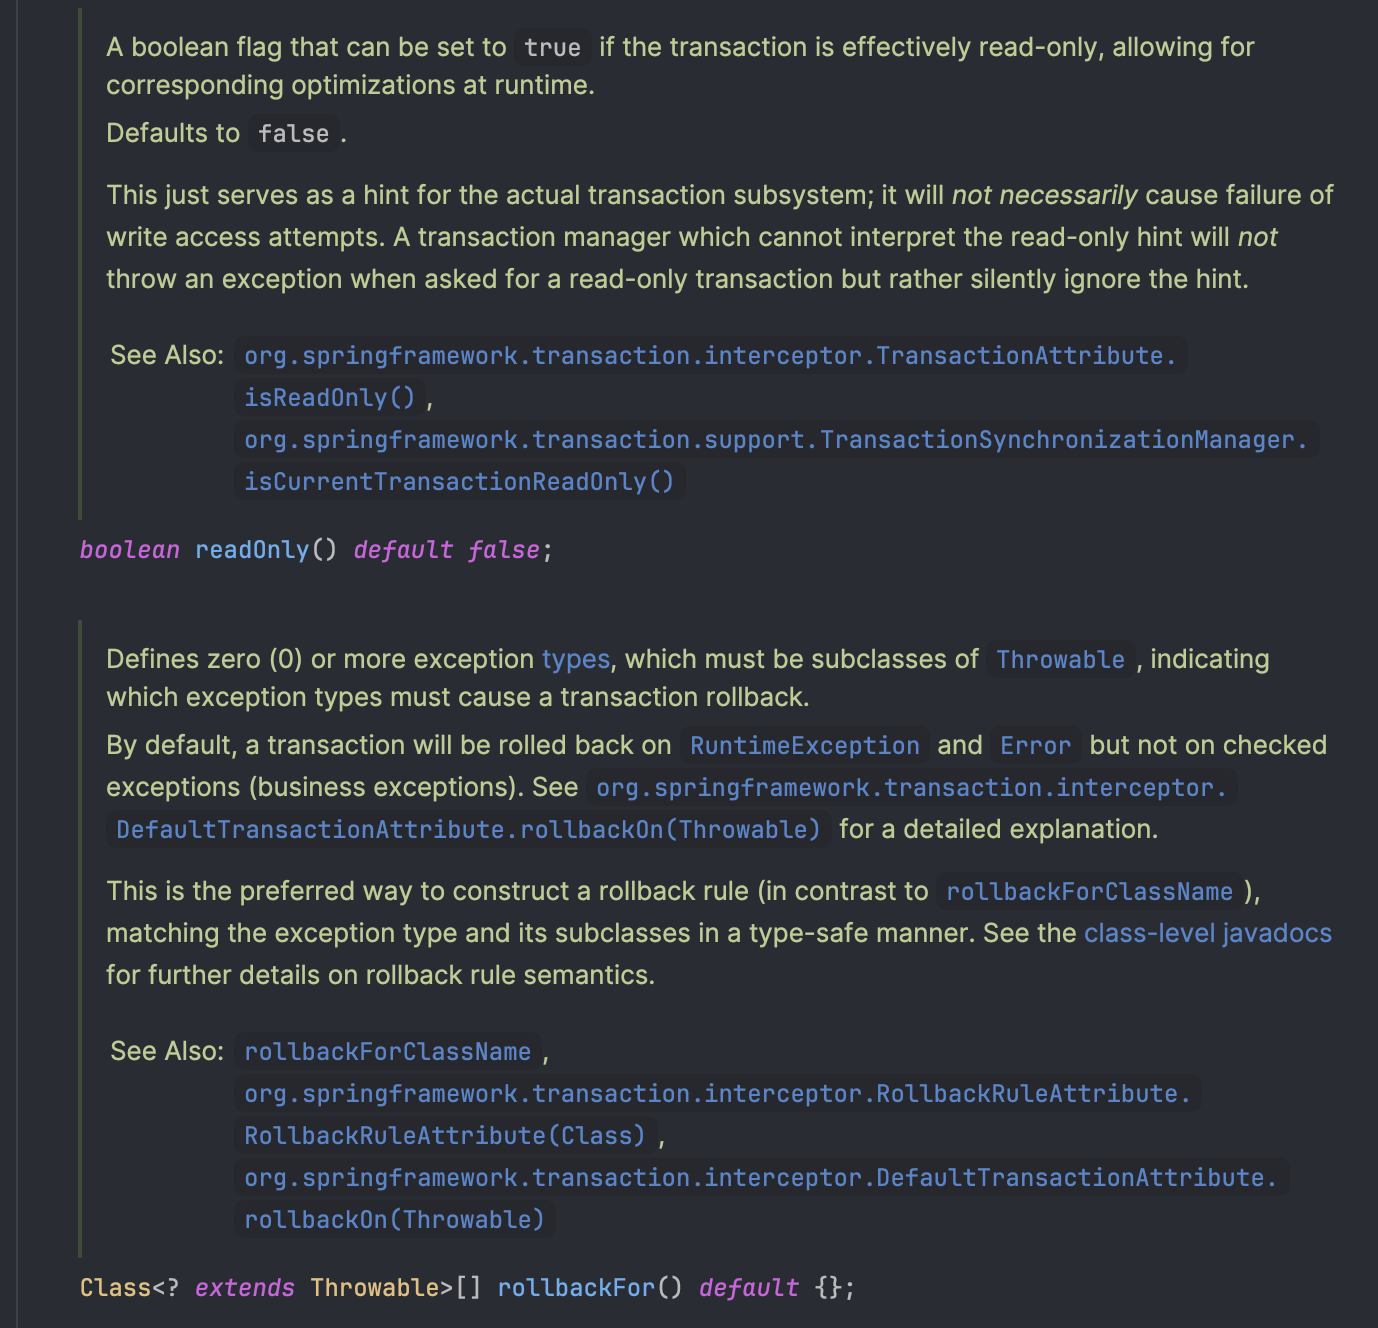 A boolean flag that can be set to true if the transaction is effectively read-only, allowing for
corresponding optimizations at runtime.
Defaults to false .
This just serves as a hint for the actual transaction subsystem; it will not necessarily cause failure of
write access attempts. A transaction manager which cannot interpret the read-only hint will not
throw an exception when asked for a read-only transaction but rather silently ignore the hint.
See Also: org.springframework.transaction.interceptor.TransactionAttribute.
isReadOnly() ,
org.springframework.transaction.support.TransactionSynchronizationManager.
isCurrentTransactionReadOnly()
boolean readOnly() default false;
Defines zero (0) or more exception types, which must be subclasses of Throwable , indicating
which exception types must cause a transaction rollback.
By default, a transaction will be rolled back on RuntimeException and Error but not on checked
exceptions (business exceptions). See org.springframework.transaction.interceptor.
DefaultTransactionAttribute.rollbackOn(Throwable) for a detailed explanation.
This is the preferred way to construct a rollback rule (in contrast to rollbackForClassName ),
matching the exception type and its subclasses in a type-safe manner. See the class-level javadocs
for further details on rollback rule semantics.
See Also: rollbackForClassName ,
org.springframework.transaction.interceptor.RollbackRuleAttribute.
RollbackRuleAttribute(Class) ,
org.springframework.transaction.interceptor.DefaultTransactionAttribute.
rollbackOn(Throwable)
Class<? extends Throwable>[] rollbackFor() default {};